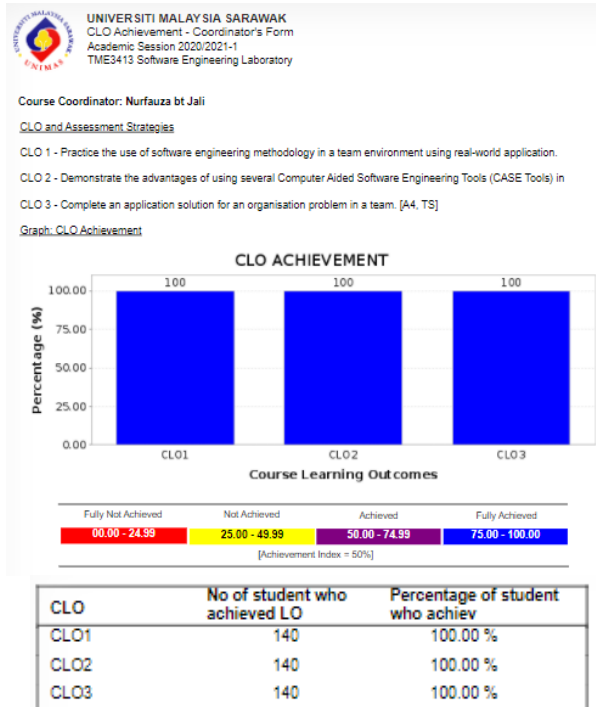 UNIVERSITI MALAYSIA SARAWAK
CLO Achievement - Coordinator's Form
Academic Session 2020/2021-1
TME3413 Software Engineering Laboratory
UNIVERSITI MALAYSIA SARAWAK
UNIMAS
Course Coordinator: Nurfauza bt Jali
CLO and Assessment Strategies
CLO 1 - Practice the use of software engineering methodology in a team environment using real-world application.
CLO 2 - Demonstrate the advantages of using several Computer Aided Software Engineering Tools (CASE Tools) in
CLO 3 - Complete an application solution for an organisation problem in a team. [A4, TS]
Graph: CLO Achievement
CLO ACHIEVEMENT
100 100 100
100.00
75.00
50.00
25.00
0.00
Percentage (%)
CLO1 CLO2 CLO3
Course Learning Outcomes
Fully Not Achieved Not Achieved Achieved Fully Achieved
00.00 - 24.99 25.00 - 49.99 50.00 - 74.99 75.00 - 100.00
[Achievement Index = 50%]
CLO No of student who achieved LO Percentage of student who achiev
CLO1 140 100.00 %
CLO2 140 100.00 %
CLO3 140 100.00 %